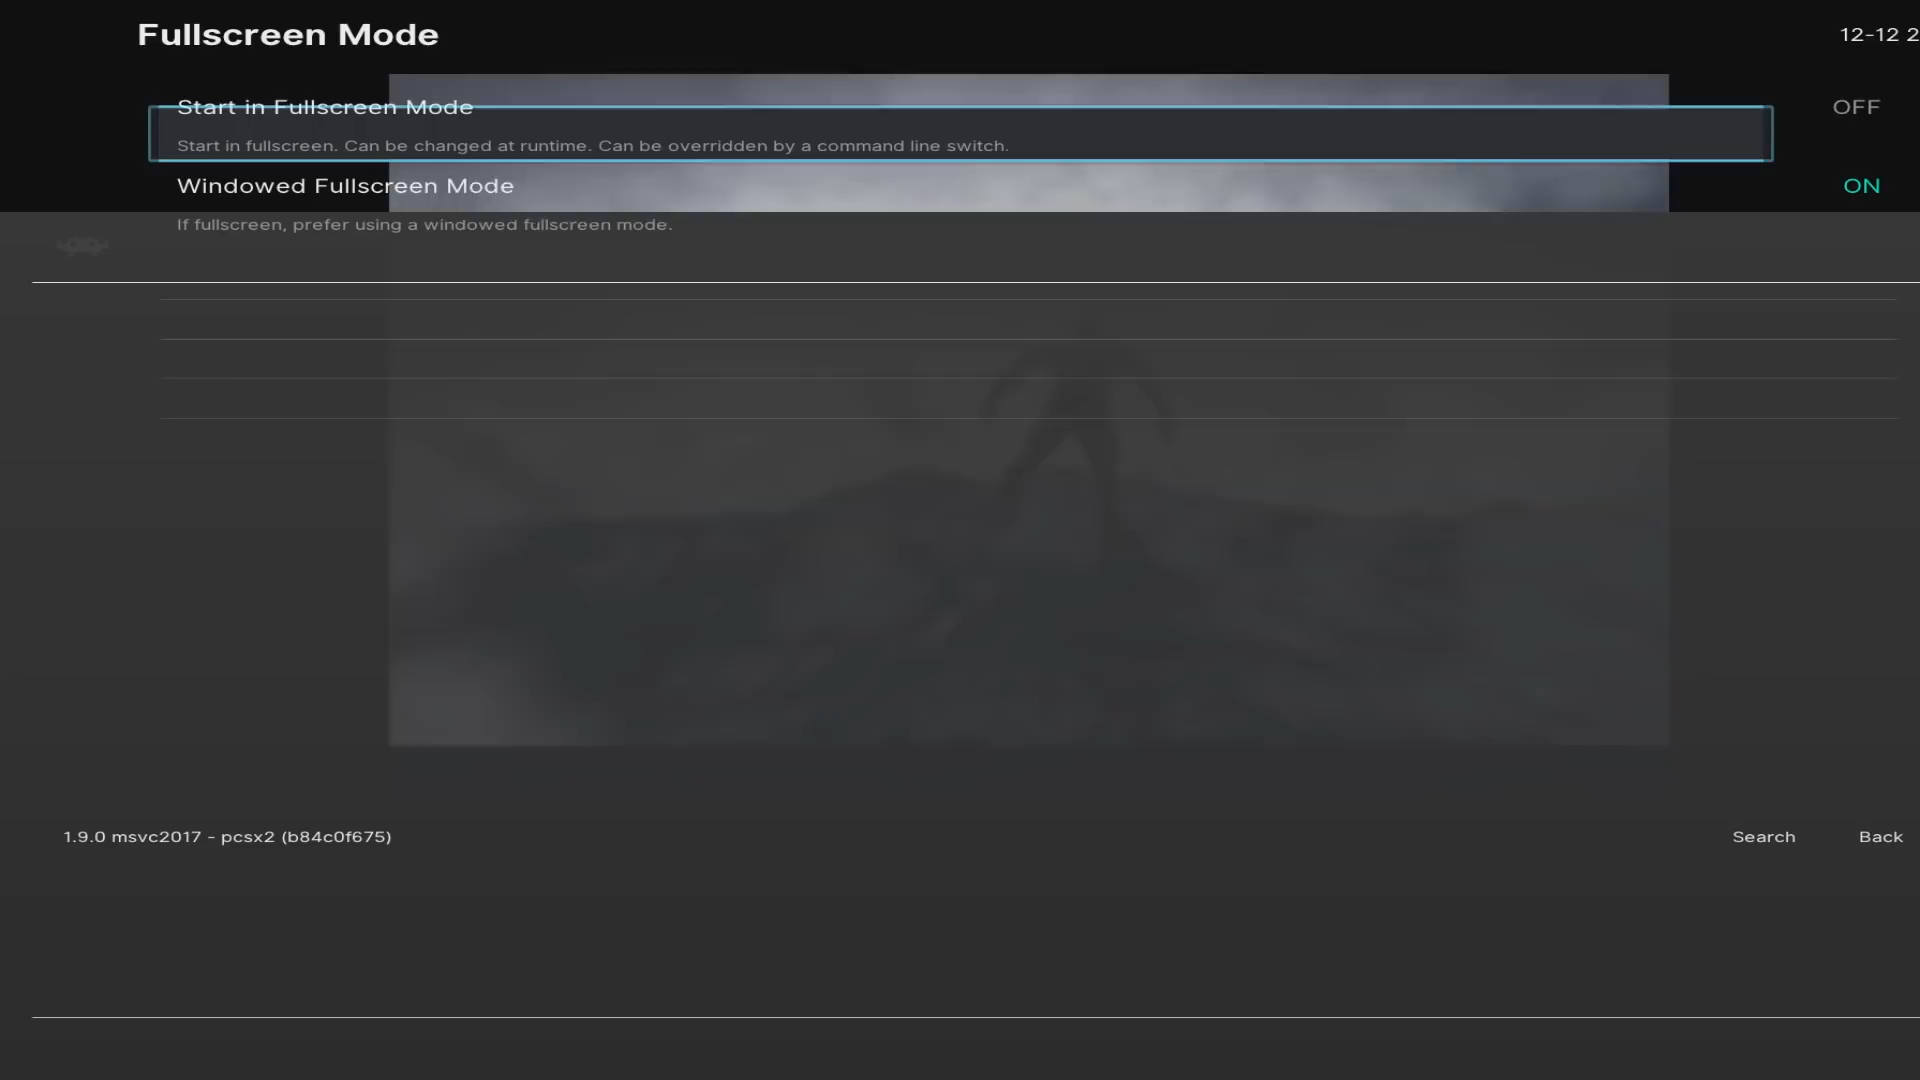 Fullscreen Mode
12-12 2
Start in Fullscreen Mode
OFF
Start in fullscreen. Can be changed at runtime. Can be overridden by a command line switch.
Windowed Fullscreen Mode
ON
If fullscreen, prefer using a windowed fullscreen mode.
1.9.0 msvc2017 - pcsx2 (b84c0f675)
Search
Back